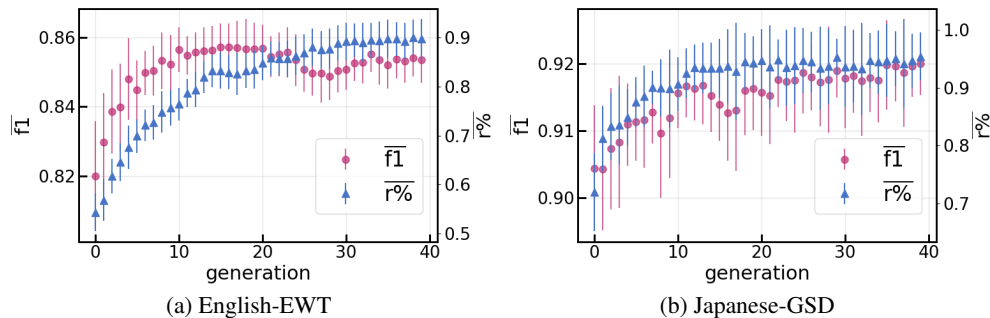 0.86
0.84
0.82
f1
0.9
0.8
0.7
0.6
0.5
r%
f1
r%
0 10 20 30 40
generation
(a) English-EWT
0.92
0.91
0.90
f1
1.0
0.9
0.8
0.7
r%
f1
r%
0 10 20 30 40
generation
(b) Japanese-GSD